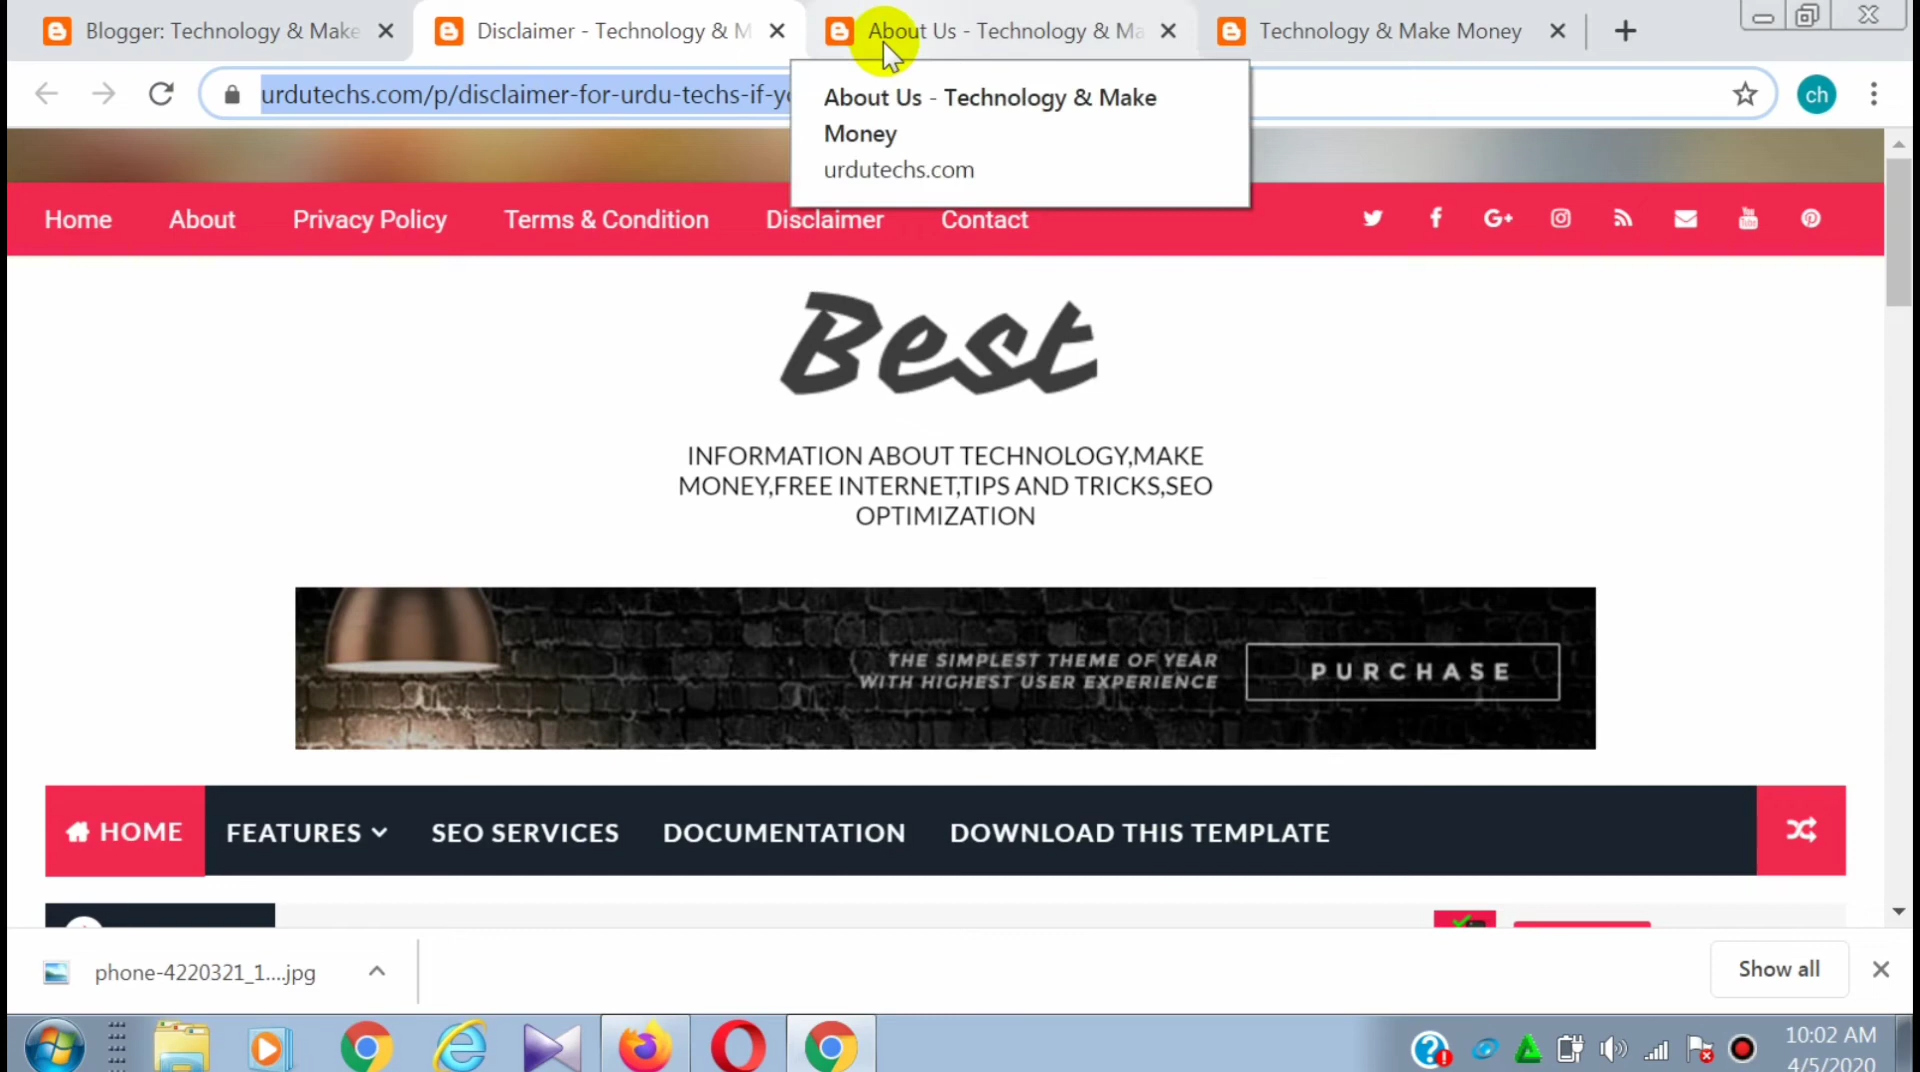 Blogger: Technology & Make
Disclaimer - Technology & M
About Us - Technology & Ma
Technology & Make Money
urdutechs.com/p/disclaimer-for-urdu-techs-if-y
ch
About Us - Technology & Make
Money
urdutechs.com
Home
About
Privacy Policy
Terms & Condition
Disclaimer
Contact
Best
INFORMATION ABOUT TECHNOLOGY,MAKE
MONEY,FREE INTERNET,TIPS AND TRICKS,SEO
OPTIMIZATION
THE SIMPLEST THEME OF YEAR
WITH HIGHEST USER EXPERIENCE
PURCHASE
HOME
FEATURES
SEO SERVICES
DOCUMENTATION
DOWNLOAD THIS TEMPLATE
phone-4220321_1....jpg
Show all
10:02 AM
4/5/2020